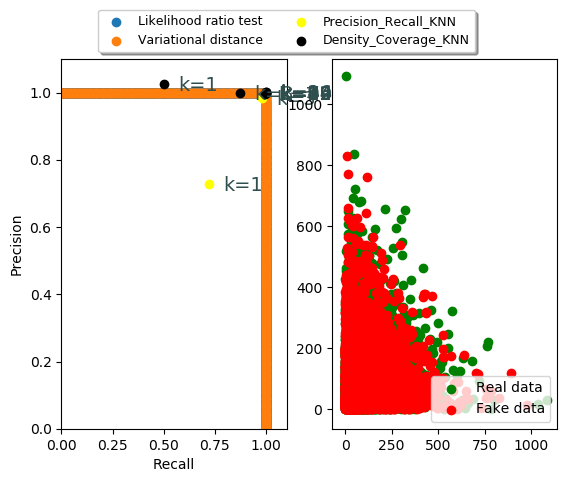 Likelihood ratio test
Variational distance
Precision_Recall_KNN
Density_Coverage_KNN
Precision
1.0
0.8
0.6
0.4
0.2
0.0
k=1
k=1
0.00
0.25
0.50
0.75
1.00
Recall
1000
800
600
400
200
0
Real data
Fake data
0
250
500
750
1000